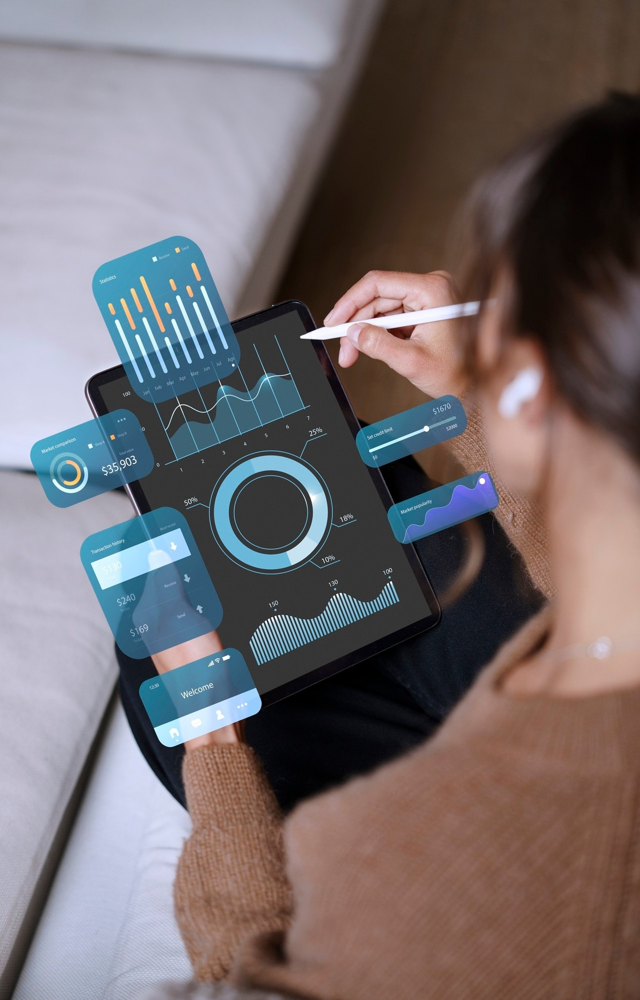 Statistics
Receive
Send
Jan Feb Mar Apr May Jun Jul Ags
100
0
1 2 3 4 5 6 7
Market comparison
Shop A
Shop B
Total value
$35,903
25%
50%
18%
10%
Set credit limit
$1670
$0
$2000
Market popularity
Transaction history
Most recent
$130
Today
$240
Today
Receive
$169
Today
Send
150
130
100
12:30
Welcome